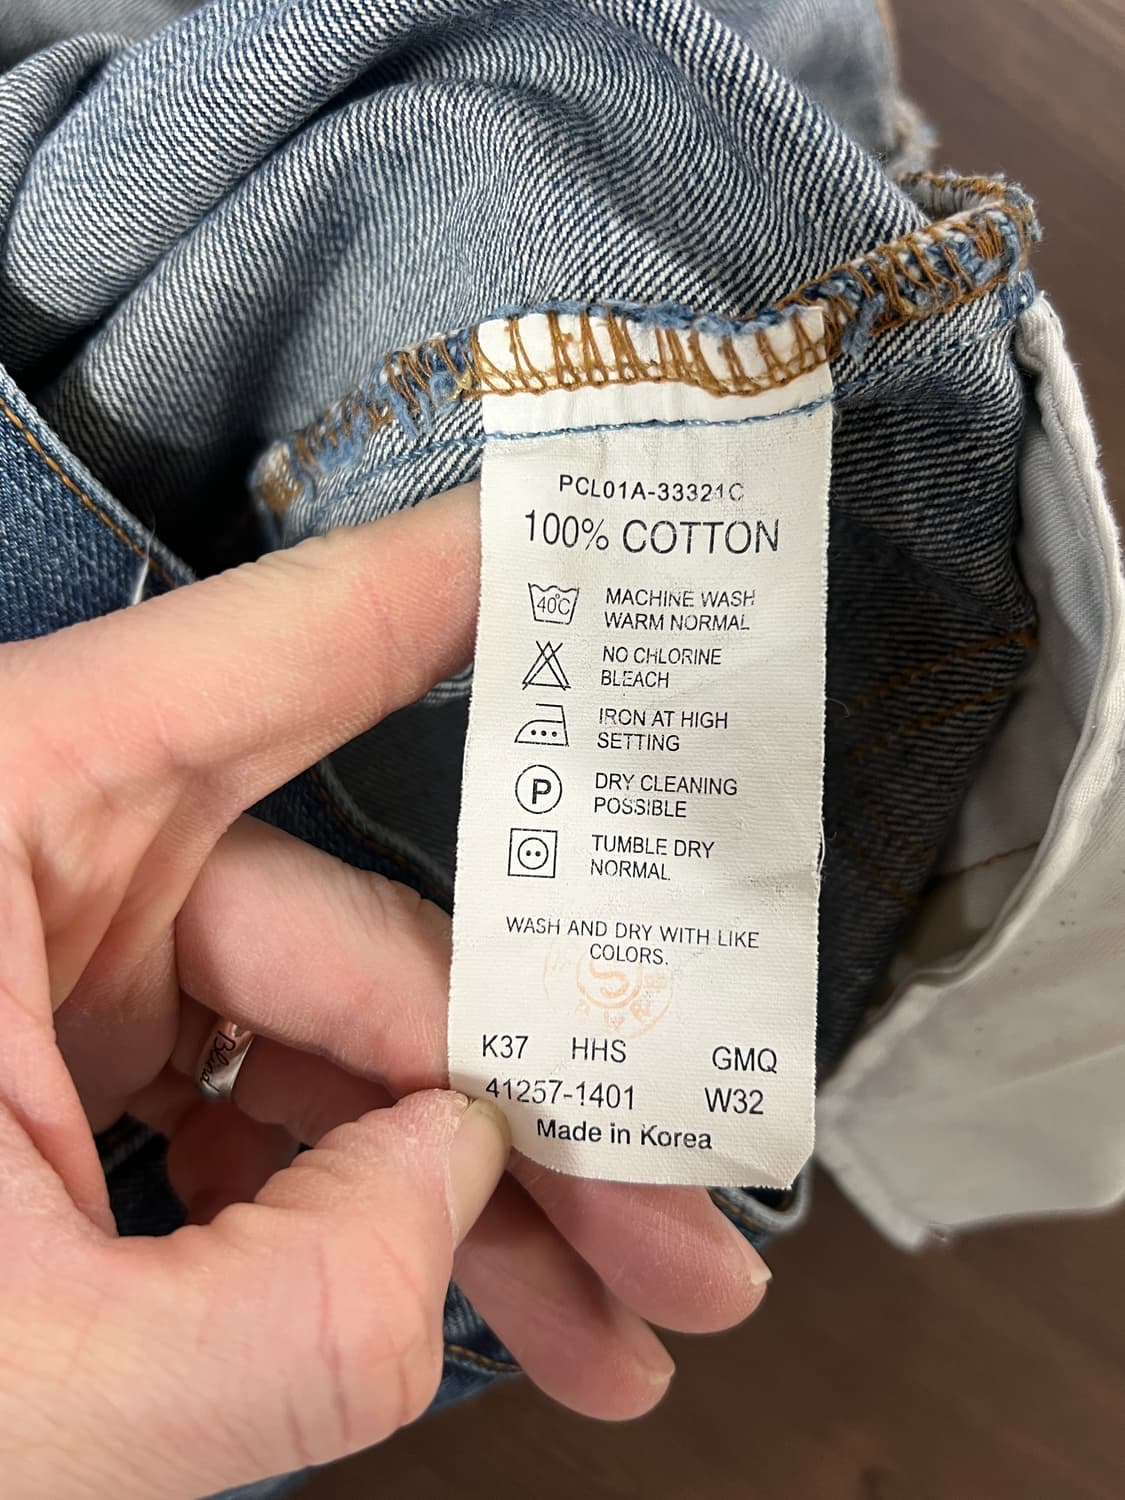 PCL01A-33321C
100% COTTON
40°C
MACHINE WASH
WARM NORMAL
NO CHLORINE
BLEACH
IRON AT HIGH
SETTING
P
DRY CLEANING
POSSIBLE
TUMBLE DRY
NORMAL
WASH AND DRY WITH LIKE
COLORS.
S
K37 HHS GMQ
41257-1401 W32
Made in Korea
Blind